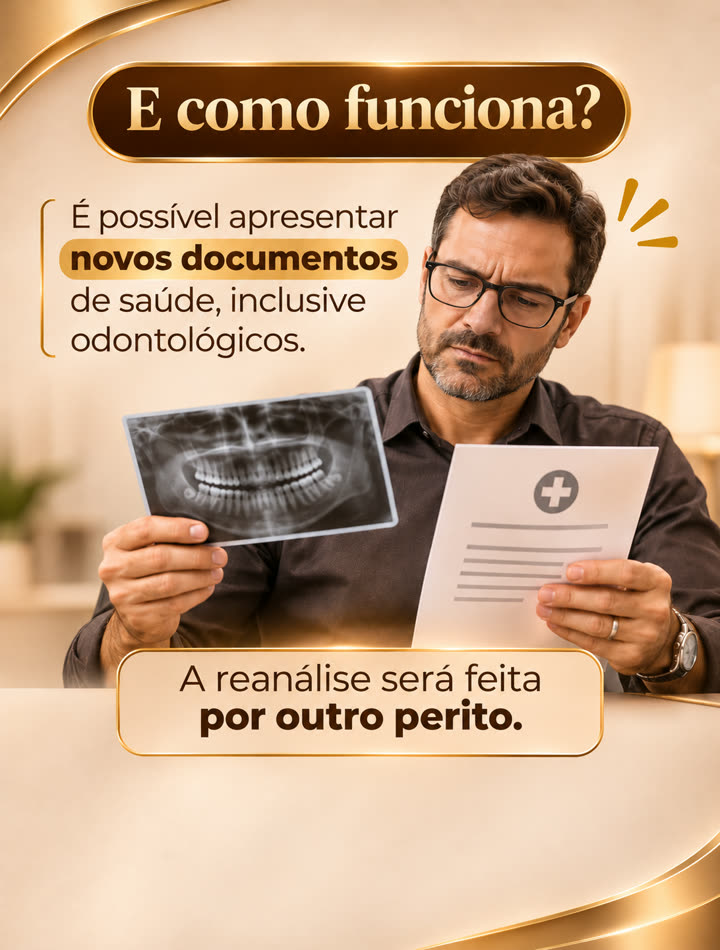 E como funciona?
É possível apresentar
novos documentos
de saúde, inclusive
odontológicos.
A reanálise será feita
por outro perito.